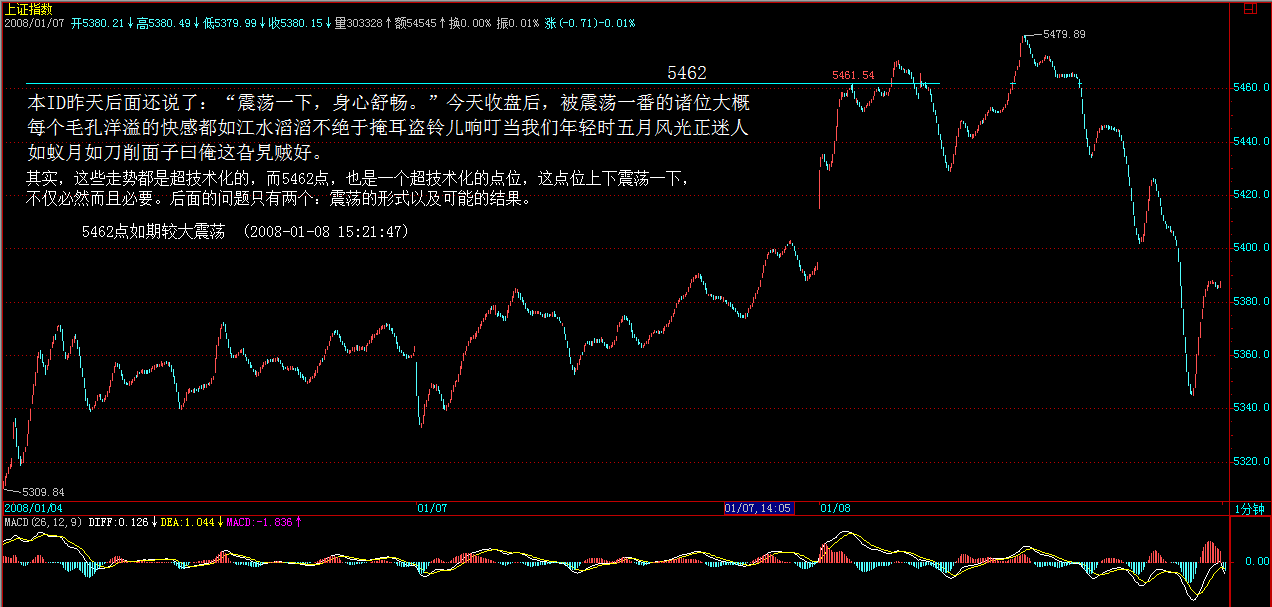 上证指数
2008/01/07 开5380.21↓高5380.49↓低5379.99↓收5380.15↓量303328↑额54545↑换0.00% 振0.01% 涨(-0.71)-0.01%
5479.89
5462
5461.54
5460.0
本ID昨天后面还说了：“震荡一下，身心舒畅。”今天收盘后，被震荡一番的诸位大概
每个毛孔洋溢的快感都如江水滔滔不绝于掩耳盗铃儿响叮当我们年轻时五月风光正迷人
5440.0
如蚁月如刀削面子曰俺这旮旯贼好。
其实，这些走势都是超技术化的，而5462点，也是一个超技术化的点位，这点位上下震荡一下，
不仅必然而且必要。后面的问题只有两个：震荡的形式以及可能的结果。
5420.0
5462点如期较大震荡 （2008-01-08 15:21:47）
5400.0
5380.0
5360.0
5340.0
5320.0
5309.84
2008/01/04 01/07 01/07,14:05 01/08 1分钟
MACD(26,12,9) DIFF:0.126↓ DEA:1.044↓ MACD:-1.836↑
0.00